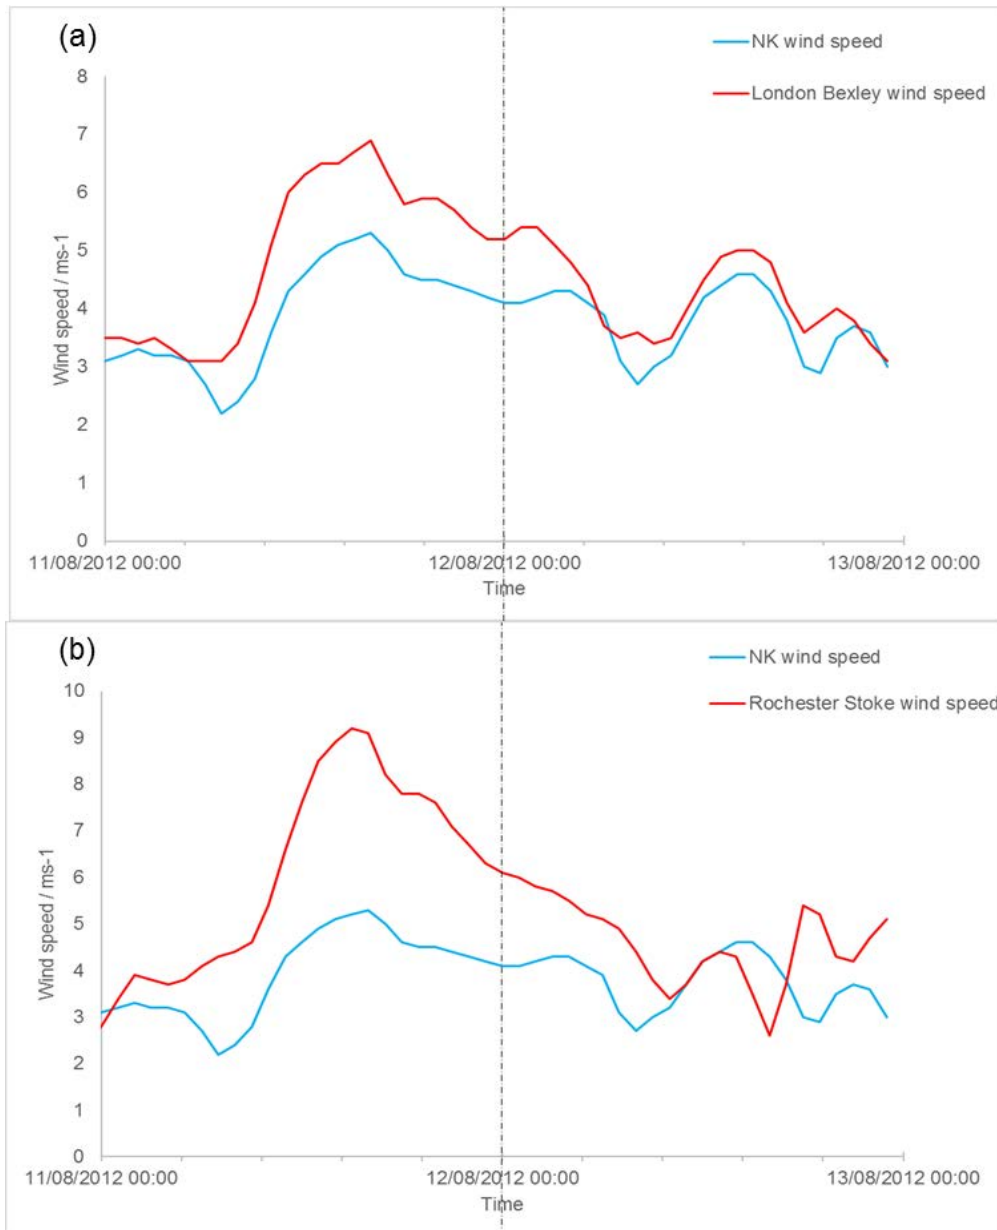 (a)
NK wind speed
London Bexley wind speed
8
7
6
5
4
3
2
1
0
Wind speed / ms-1
11/08/2012 00:00
12/08/2012 00:00
13/08/2012 00:00
Time
(b)
NK wind speed
Rochester Stoke wind speed
10
9
8
7
6
5
4
3
2
1
0
Wind speed / ms-1
11/08/2012 00:00
12/08/2012 00:00
13/08/2012 00:00
Time